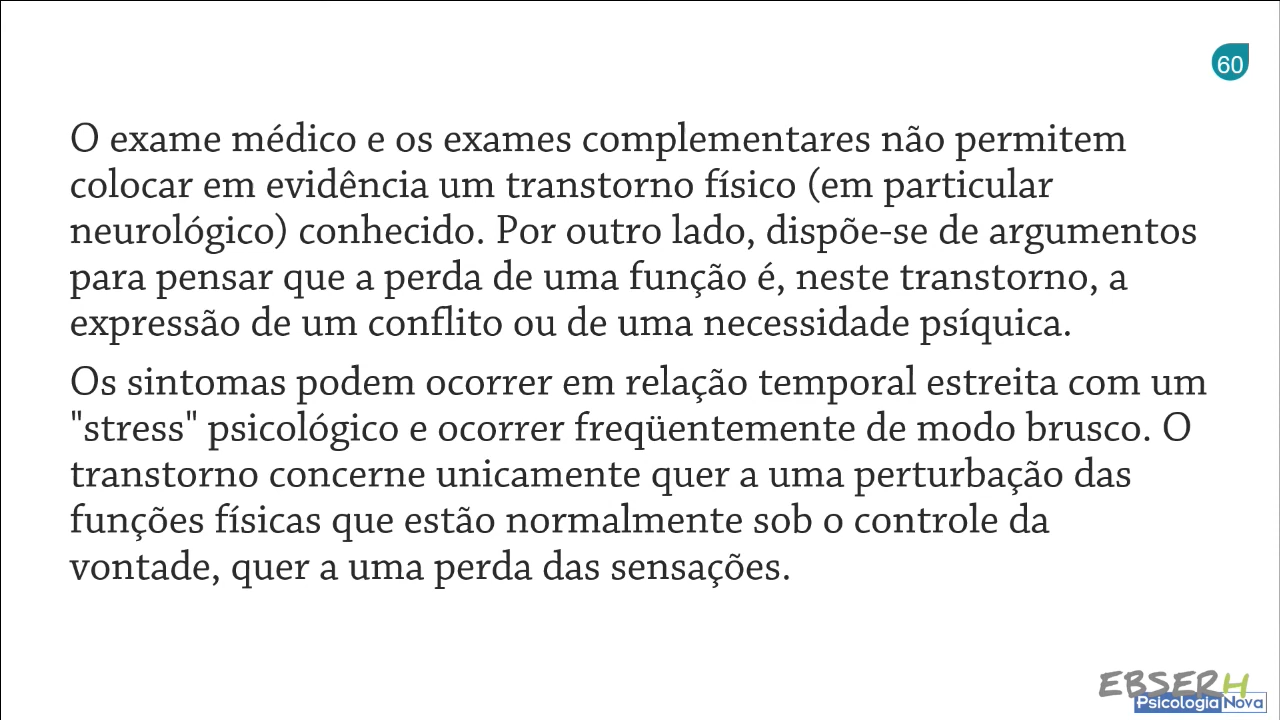 60
O exame médico e os exames complementares não permitem
colocar em evidência um transtorno físico (em particular
neurológico) conhecido. Por outro lado, dispõe-se de argumentos
para pensar que a perda de uma função é, neste transtorno, a
expressão de um conflito ou de uma necessidade psíquica.
Os sintomas podem ocorrer em relação temporal estreita com um
"stress" psicológico e ocorrer freqüentemente de modo brusco. O
transtorno concerne unicamente quer a uma perturbação das
funções físicas que estão normalmente sob o controle da
vontade, quer a uma perda das sensações.
EBSERH
Psicologia Nova